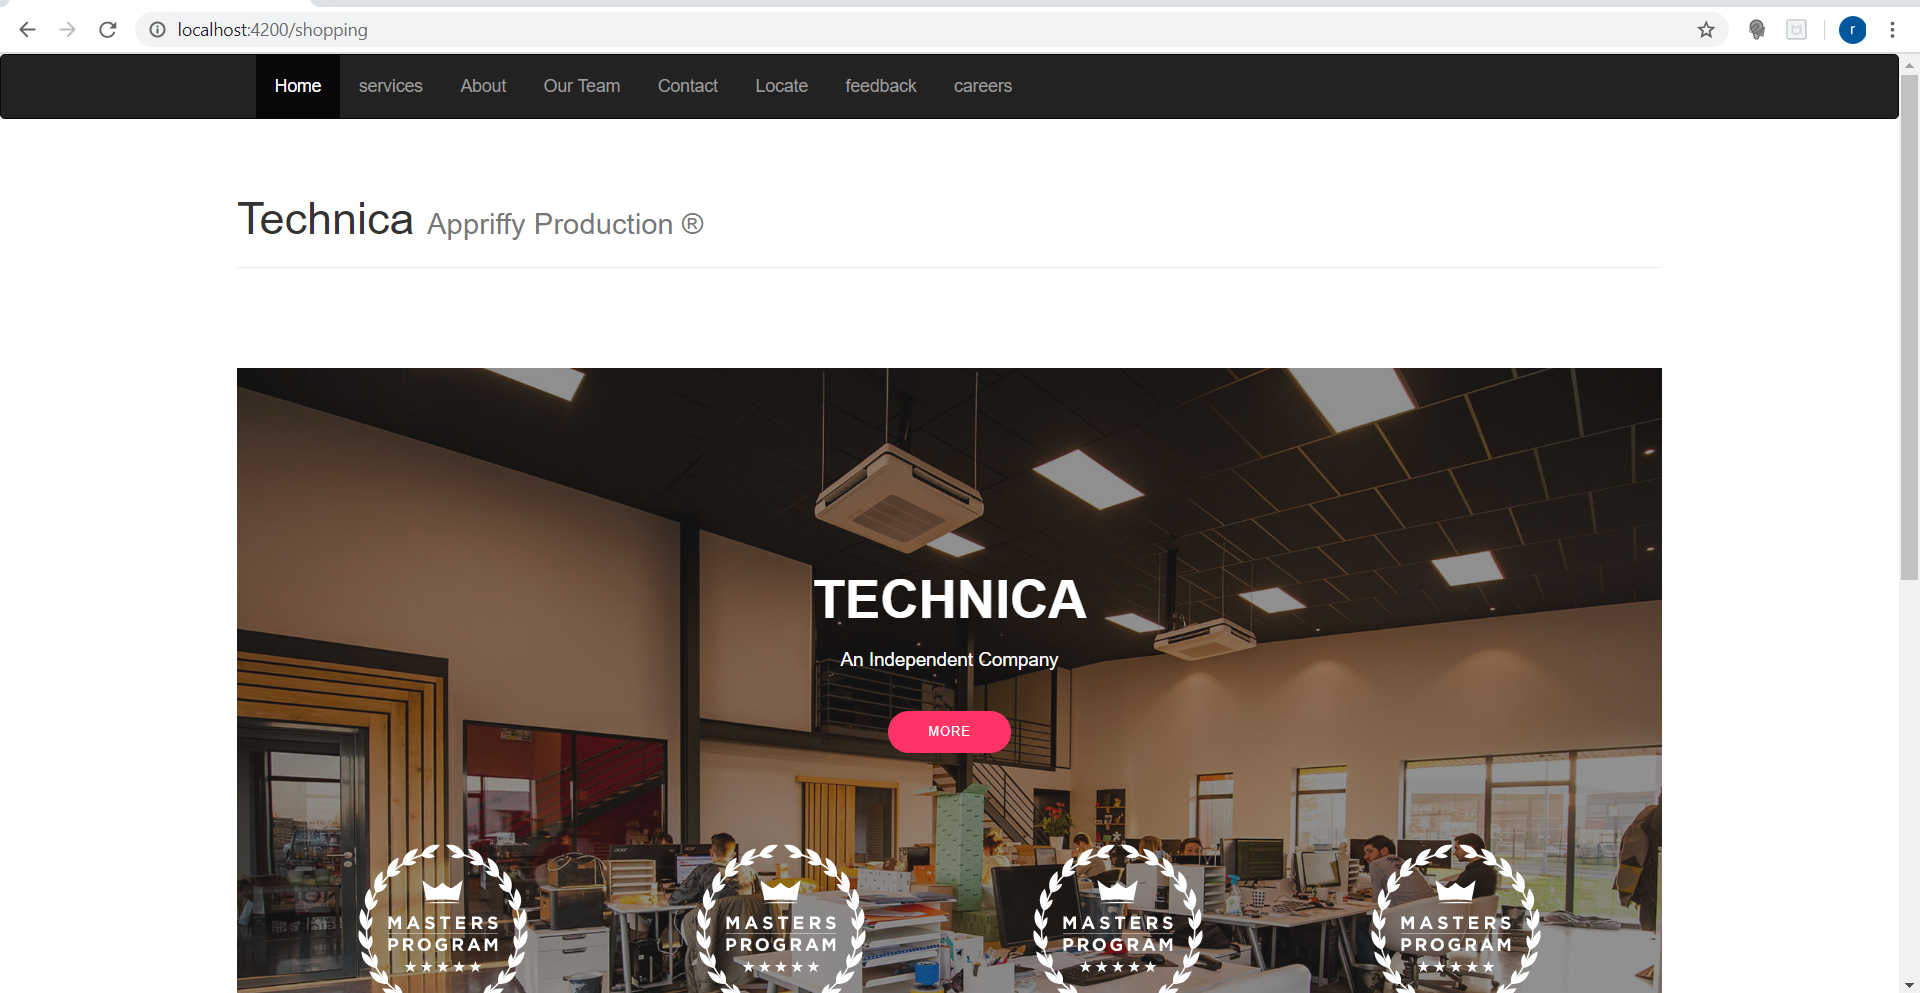 localhost:4200/shopping
r
Home services About Our Team Contact Locate feedback careers
Technica Appriffy Production ®
TECHNICA
An Independent Company
MORE
MASTERS PROGRAM
MASTERS PROGRAM
MASTERS PROGRAM
MASTERS PROGRAM